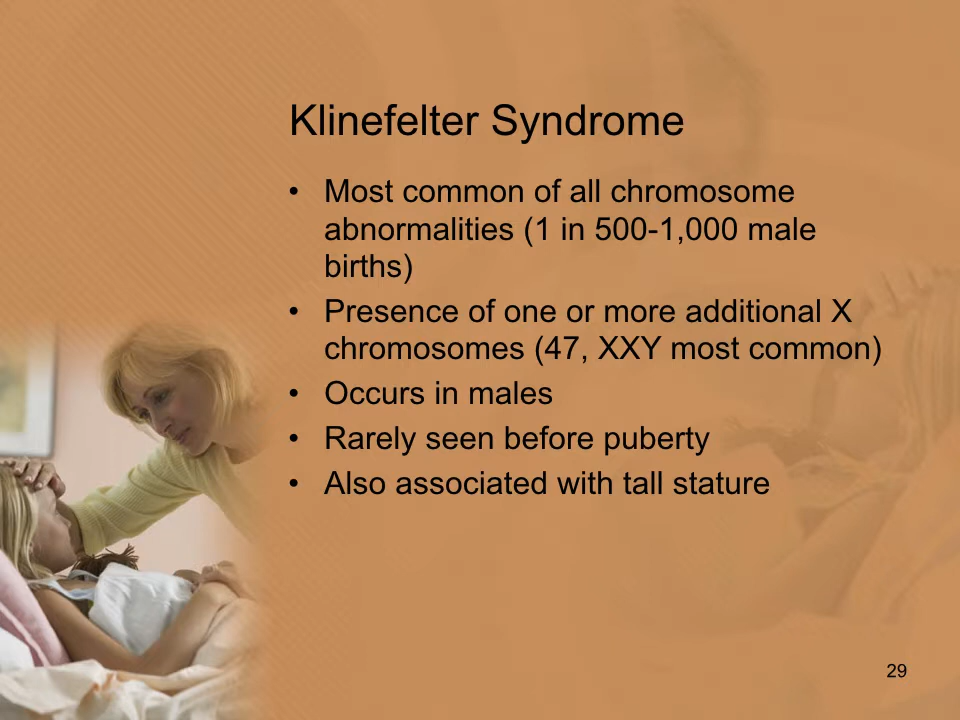 Klinefelter Syndrome
• Most common of all chromosome
abnormalities (1 in 500-1,000 male
births)
• Presence of one or more additional X
chromosomes (47, XXY most common)
• Occurs in males
• Rarely seen before puberty
• Also associated with tall stature
29